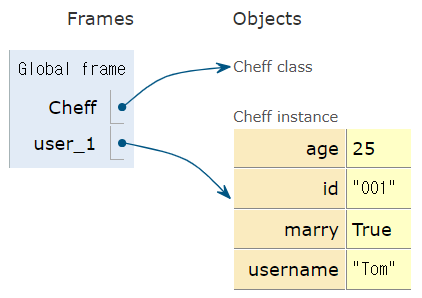 Frames Objects
Global frame
Cheff
user_1
Cheff class
Cheff instance
age 25
id "001"
marry True
username "Tom"